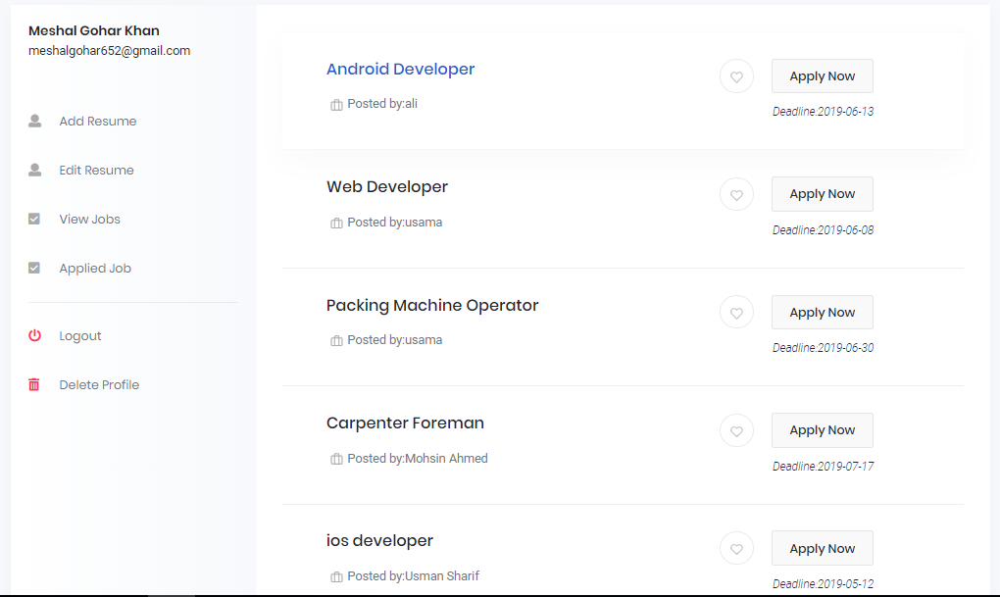 Meshal Gohar Khan
meshalgohar652@gmail.com
Add Resume
Edit Resume
View Jobs
Applied Job
Logout
Delete Profile
Android Developer
Posted by:ali
Apply Now
Deadline:2019-06-13
Web Developer
Posted by:usama
Apply Now
Deadline:2019-06-08
Packing Machine Operator
Posted by:usama
Apply Now
Deadline:2019-06-30
Carpenter Foreman
Posted by:Mohsin Ahmed
Apply Now
Deadline:2019-07-17
ios developer
Posted by:Usman Sharif
Apply Now
Deadline:2019-05-12